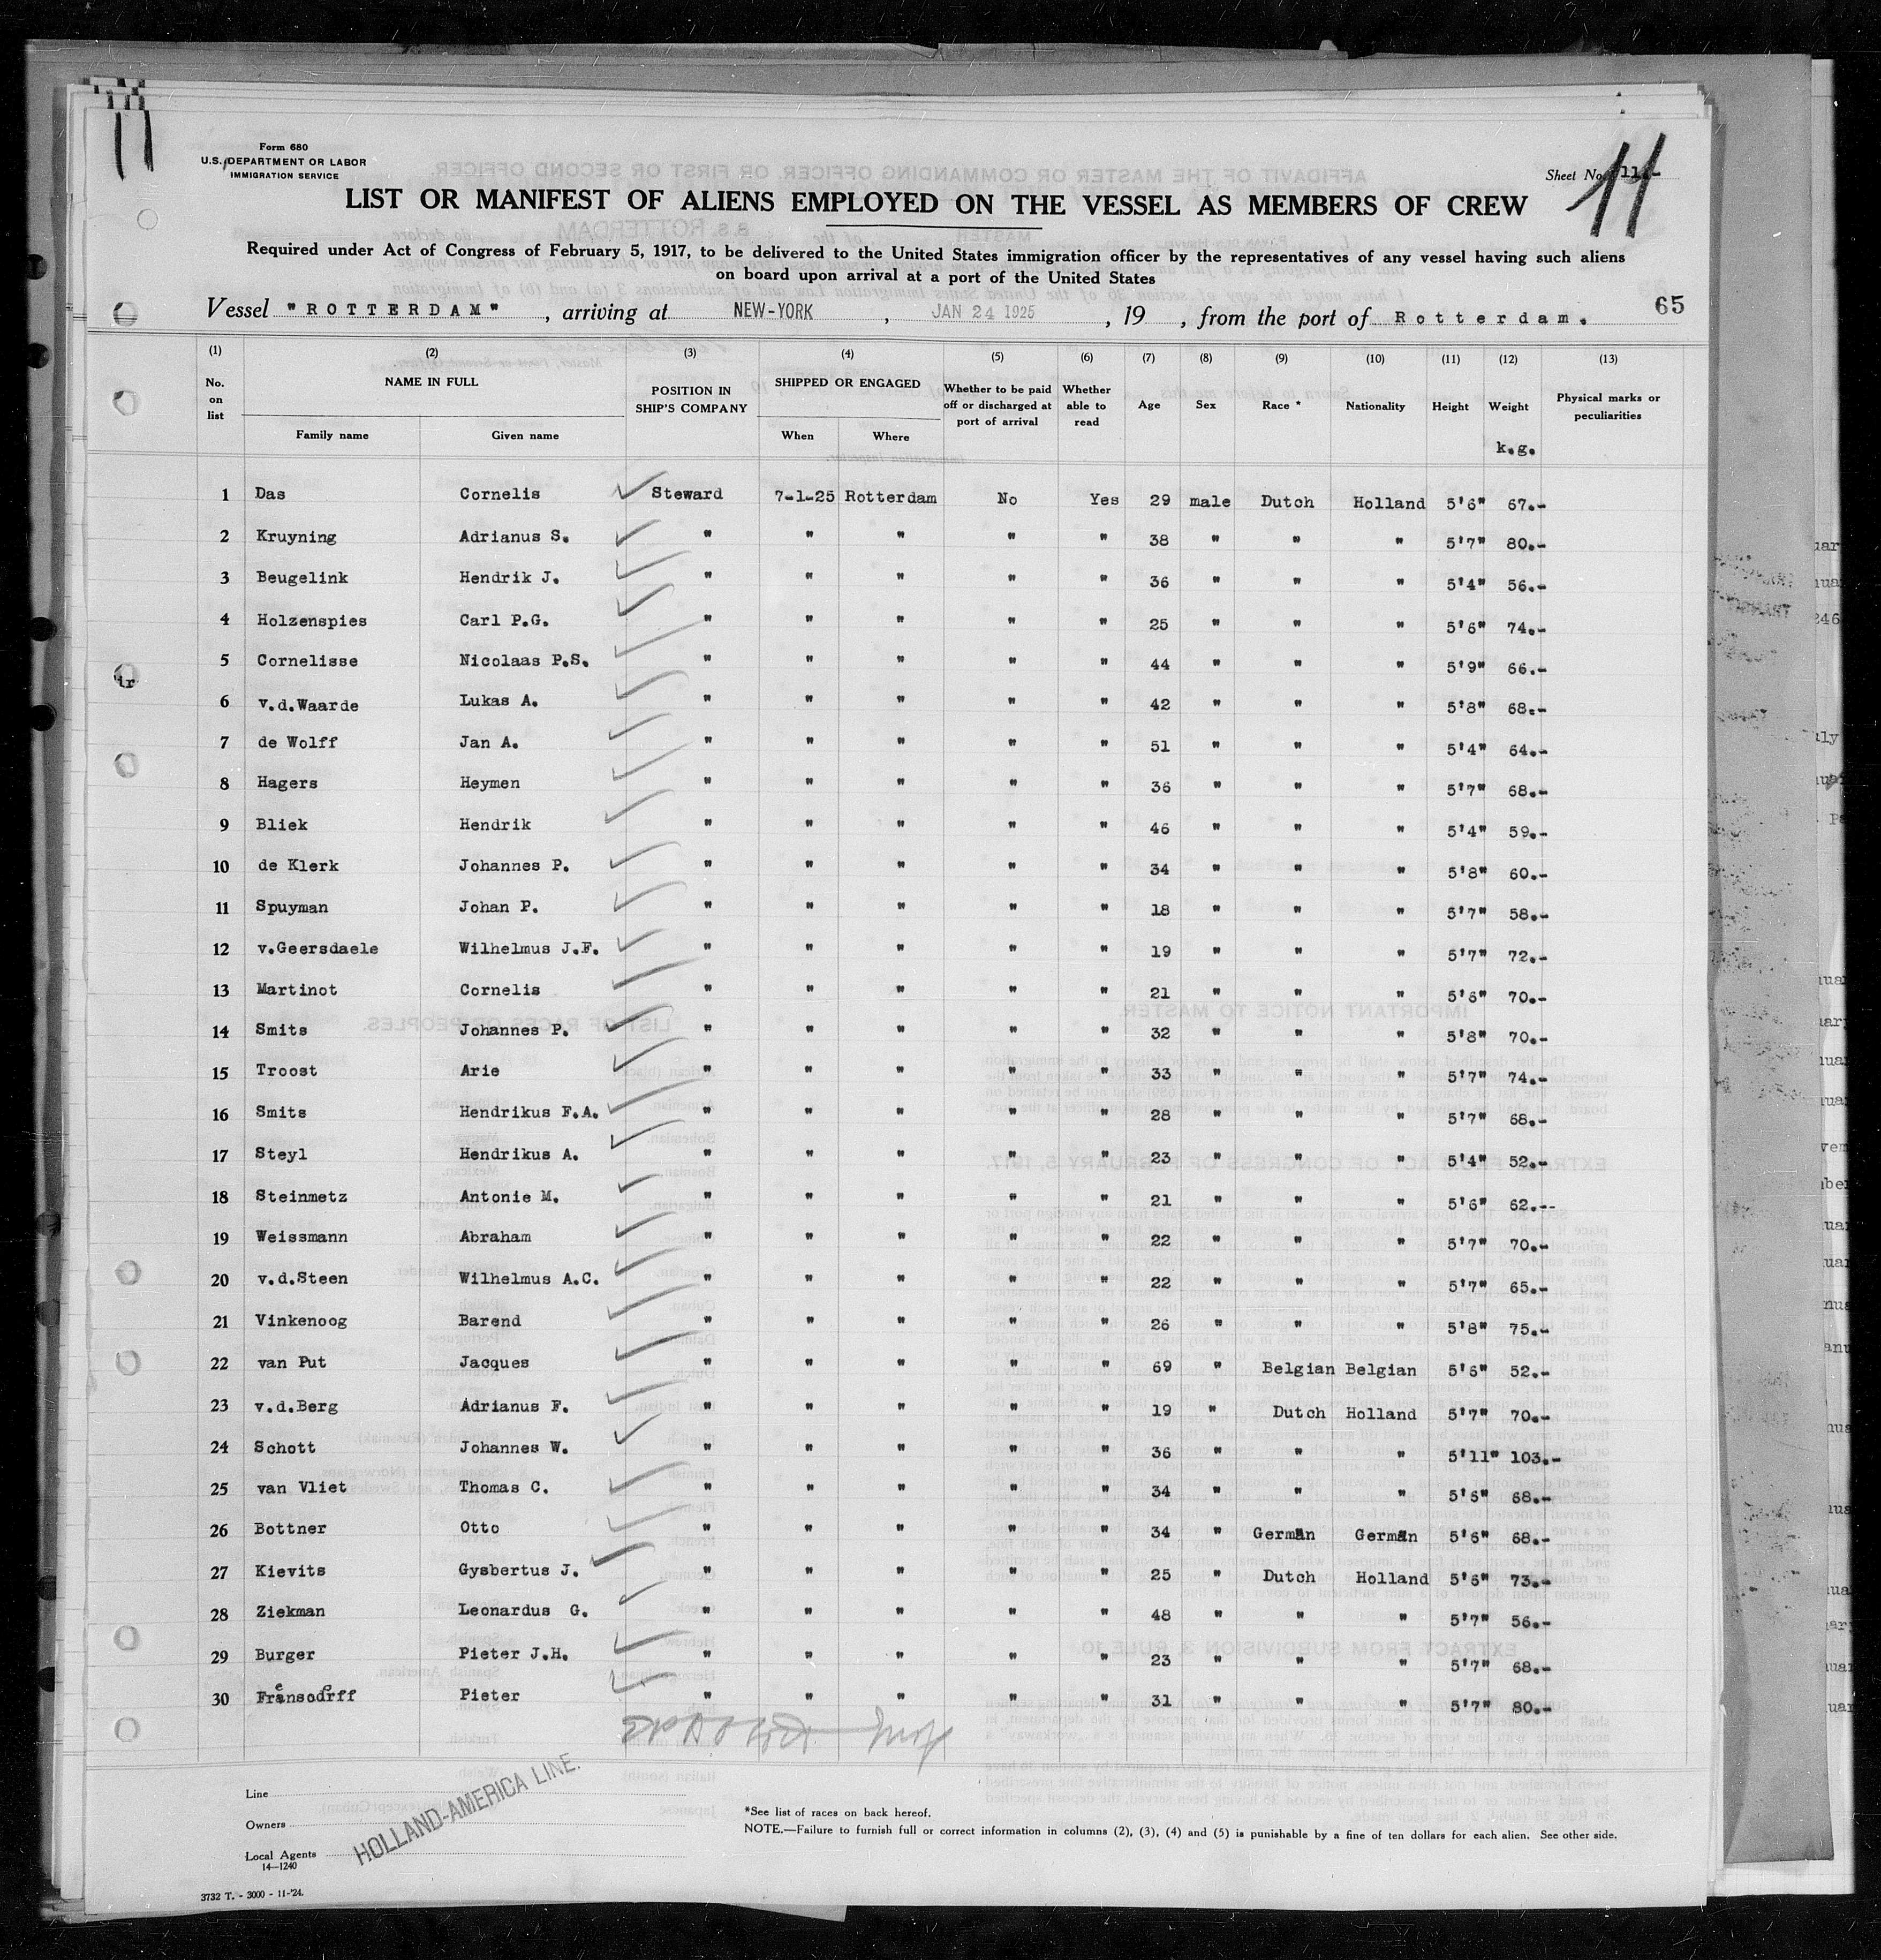 11
Form 680
U.S. DEPARTMENT OR LABOR
IMMIGRATION SERVICE
Sheet No. 11.-
11
LIST OR MANIFEST OF ALIENS EMPLOYED ON THE VESSEL AS MEMBERS OF CREW
Required under Act of Congress of February 5, 1917, to be delivered to the United States immigration officer by the representatives of any vessel having such aliens
on board upon arrival at a port of the United States
Vessel "ROTTERDAM", arriving at NEW-YORK, JAN 24 1925, 19 , from the port of Rotterdam. 65
(1) (2) (3) (4) (5) (6) (7) (8) (9) (10) (11) (12) (13)
No. on list NAME IN FULL Family name Given name POSITION IN SHIP'S COMPANY SHIPPED OR ENGAGED When Where Whether to be paid off or discharged at port of arrival Whether able to read Age Sex Race * Nationality Height Weight k.g. Physical marks or peculiarities
1 Das Cornelis Steward 7-1-25 Rotterdam No Yes 29 male Dutch Holland 5'6" 67.-
2 Kruyning Adrianus S. " " " " " 38 " " " 5'7" 80.-
3 Beugelink Hendrik J. " " " " " 36 " " " 5'4" 56.-
4 Holzenspies Carl P.G. " " " " " 25 " " " 5'6" 74.-
5 Cornelisse Nicolaas P.S. " " " " " 44 " " " 5'9" 66.-
6 v.d.Waarde Lukas A. " " " " " 42 " " " 5'8" 68.-
7 de Wolff Jan A. " " " " " 51 " " " 5'4" 64.-
8 Hagers Heymen " " " " " 36 " " " 5'7" 68.-
9 Bliek Hendrik " " " " " 46 " " " 5'4" 59.-
10 de Klerk Johannes P. " " " " " 34 " " " 5'8" 60.-
11 Spuyman Johan P. " " " " " 18 " " " 5'7" 58.-
12 v.Geersdaele Wilhelmus J.F. " " " " " 19 " " " 5'7" 72.-
13 Martinot Cornelis " " " " " 21 " " " 5'6" 70.-
14 Smits Johannes P. " " " " " 32 " " " 5'8" 70.-
15 Troost Arie " " " " " 33 " " " 5'7" 74.-
16 Smits Hendrikus F.A. " " " " " 28 " " " 5'7" 68.-
17 Steyl Hendrikus A. " " " " " 23 " " " 5'4" 52.-
18 Steinmetz Antonie M. " " " " " 21 " " " 5'6" 62.--
19 Weissmann Abraham " " " " " 22 " " " 5'7" 70.-
20 v.d.Steen Wilhelmus A.C. " " " " " 22 " " " 5'7" 65.-
21 Vinkenoog Barend " " " " " 26 " " " 5'8" 75.-
22 van Put Jacques " " " " " 69 " Belgian Belgian 5'6" 52.-
23 v.d.Berg Adrianus F. " " " " " 19 " Dutch Holland 5'7" 70.-
24 Schott Johannes W. " " " " " 36 " " " 5'11" 103.-
25 van Vliet Thomas C. " " " " " 34 " " " 5'6" 68.-
26 Bottner Otto " " " " " 34 " German German 5'6" 68.-
27 Kievits Gysbertus J. " " " " " 25 " Dutch Holland 5'6" 73.-
28 Ziekman Leonardus G. " " " " " 48 " " " 5'7" 56.-
29 Burger Pieter J.H. " " " " " 23 " " " 5'7" 68.-
30 Fransdorff Pieter " " " " " 31 " " " 5'7" 80.-
Line
Owners
Local Agents
HOLLAND-AMERICA LINE.
14—1240
*See list of races on back hereof.
NOTE.—Failure to furnish full or correct information in columns (2), (3), (4) and (5) is punishable by a fine of ten dollars for each alien. See other side.
3732 T. - 3000 - 11-'24.